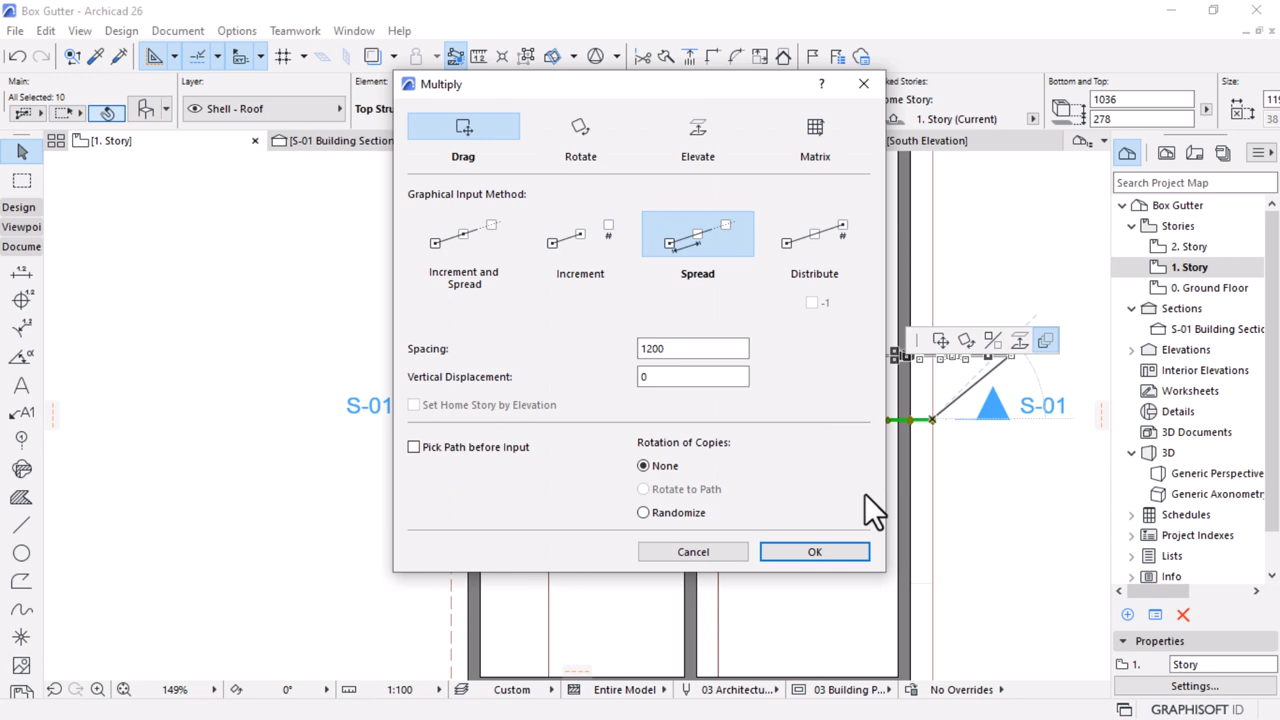 Box Gutter - Archicad 26
File Edit View Design Document Options Teamwork Window Help
Main:
All Selected: 10
Layer:
Shell - Roof
Element:
Top Stru
Home Story:
1. Story (Current)
Bottom and Top:
1036
278
Size:
[1. Story]
[S-01 Building Section
[South Elevation]
Design
Viewpoi
Docume
Multiply
?
Drag
Rotate
Elevate
Matrix
Graphical Input Method:
Increment and
Spread
Increment
Spread
Distribute
-1
Spacing:
1200
Vertical Displacement:
0
Set Home Story by Elevation
Pick Path before Input
Rotation of Copies:
None
Rotate to Path
Randomize
Cancel
OK
S-01
S-01
Search Project Map
Box Gutter
Stories
2. Story
1. Story
0. Ground Floor
Sections
S-01 Building Sectio
Elevations
Interior Elevations
Worksheets
Details
3D Documents
3D
Generic Perspective
Generic Axonometr
Schedules
Project Indexes
Lists
Info
Properties
1.
Story
Settings...
149%
0°
1:100
Custom
Entire Model
03 Architectu...
03 Building P...
No Overrides
GRAPHISOFT ID